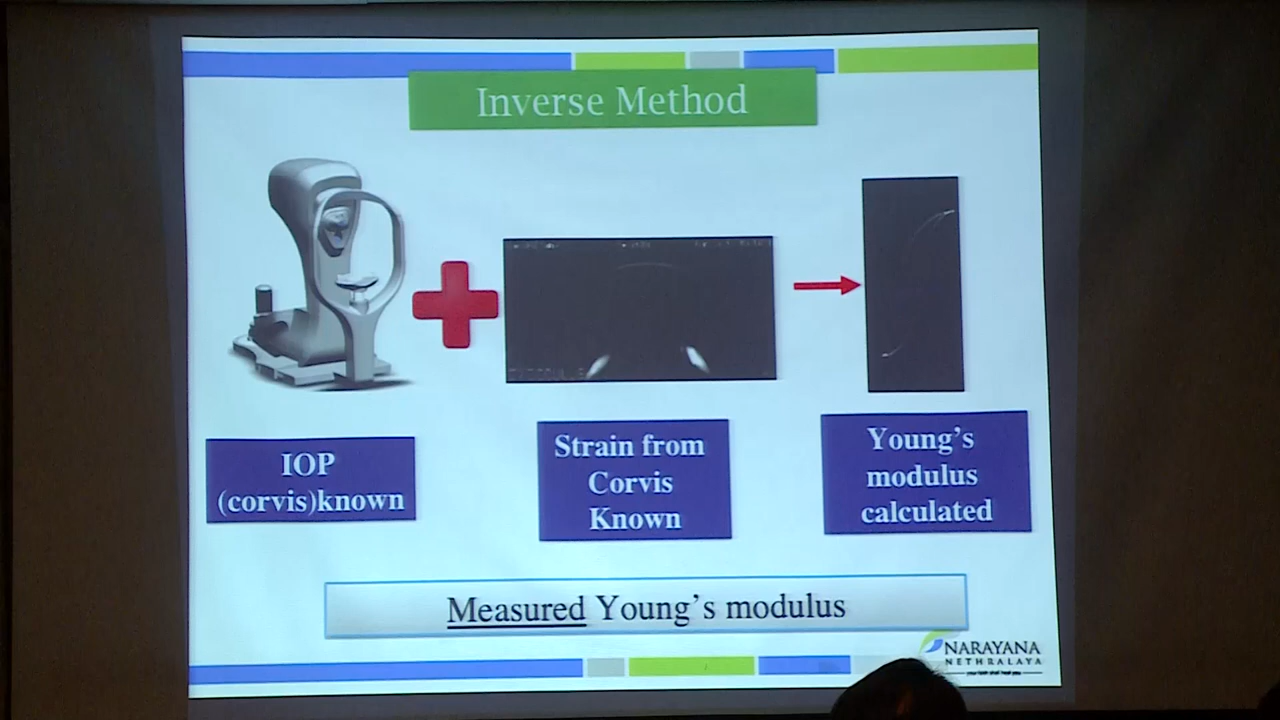 Inverse Method
IOP
(corvis)known
Strain from
Corvis
Known
Young's
modulus
calculated
Measured Young's modulus
NARAYANA
NETHRALAYA